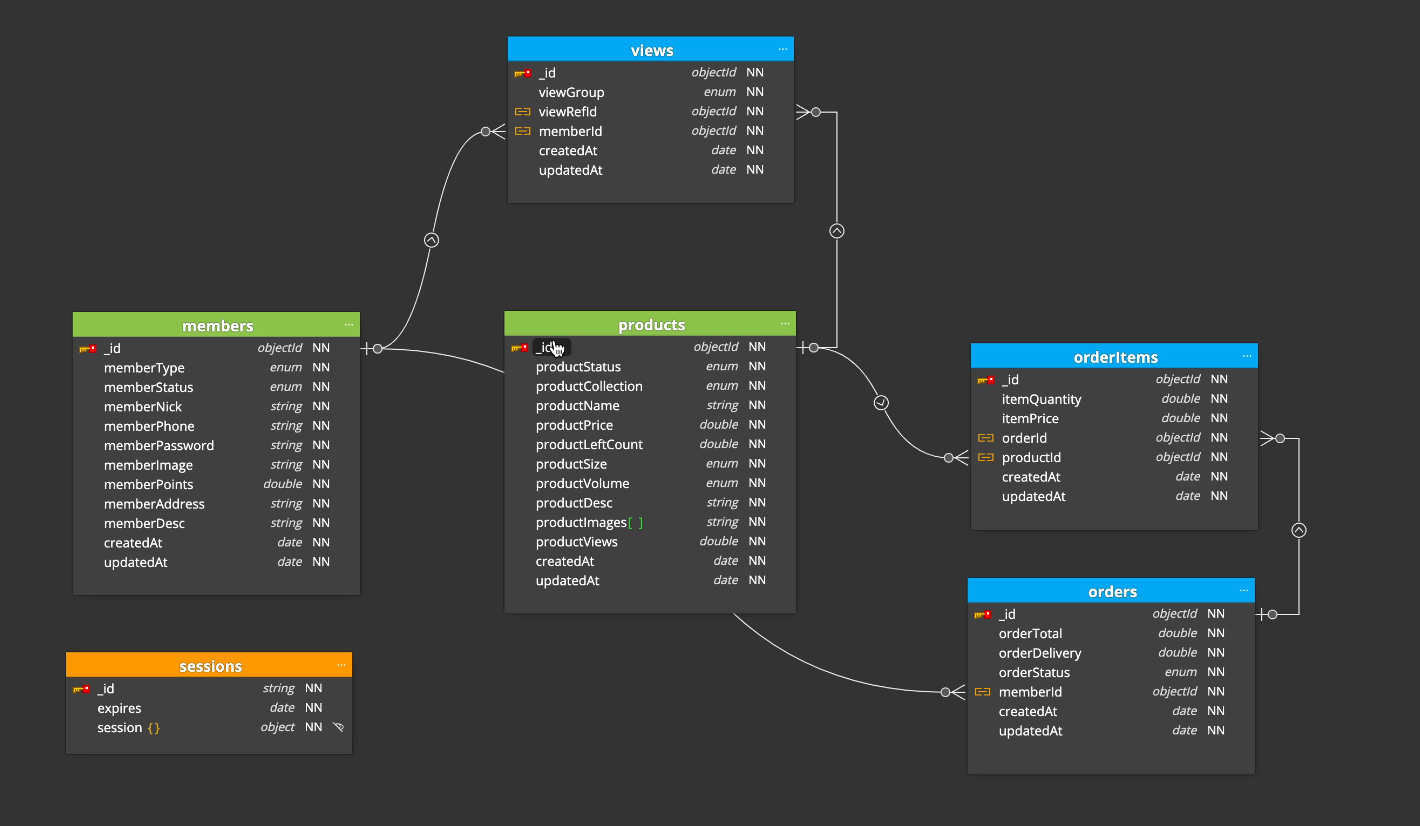 views ...
_id objectId NN
viewGroup enum NN
viewRefId objectId NN
memberId objectId NN
createdAt date NN
updatedAt date NN
members ...
_id objectId NN
memberType enum NN
memberStatus enum NN
memberNick string NN
memberPhone string NN
memberPassword string NN
memberImage string NN
memberPoints double NN
memberAddress string NN
memberDesc string NN
createdAt date NN
updatedAt date NN
products ...
_id objectId NN
productStatus enum NN
productCollection enum NN
productName string NN
productPrice double NN
productLeftCount double NN
productSize enum NN
productVolume enum NN
productDesc string NN
productImages[ ] string NN
productViews double NN
createdAt date NN
updatedAt date NN
orderItems ...
_id objectId NN
itemQuantity double NN
itemPrice double NN
orderId objectId NN
productId objectId NN
createdAt date NN
updatedAt date NN
orders ...
_id objectId NN
orderTotal double NN
orderDelivery double NN
orderStatus enum NN
memberId objectId NN
createdAt date NN
updatedAt date NN
sessions ...
_id string NN
expires date NN
session {} object NN